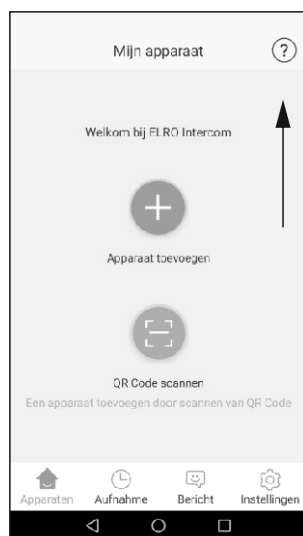 Mijn apparaat ?
Welkom bij ELRO Intercom
Apparaat toevoegen
QR Code scannen
Een apparaat toevoegen door scannen van QR Code
Apparaten Aufnahme Bericht Instellingen